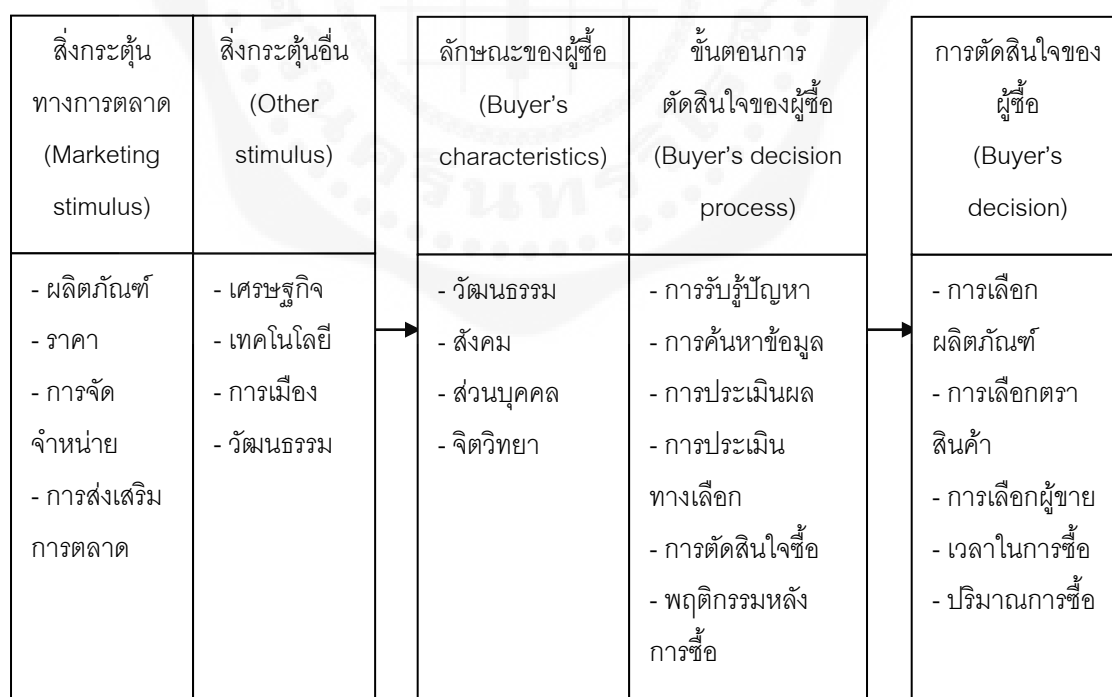 สิ่งกระตุ้น
ทางการตลาด
(Marketing
stimulus)
สิ่งกระตุ้นอื่น
(Other
stimulus)
ลักษณะของผู้ซื้อ
(Buyer's
characteristics)
ขั้นตอนการ
ตัดสินใจของผู้ซื้อ
(Buyer's decision
process)
การตัดสินใจของ
ผู้ซื้อ
(Buyer's
decision)
- ผลิตภัณฑ์
- ราคา
- การจัด
จำหน่าย
- การส่งเสริม
การตลาด
- เศรษฐกิจ
- เทคโนโลยี
- การเมือง
- วัฒนธรรม
- วัฒนธรรม
- สังคม
- ส่วนบุคคล
- จิตวิทยา
- การรับรู้ปัญหา
- การค้นหาข้อมูล
- การประเมินผล
- การประเมิน
ทางเลือก
- การตัดสินใจซื้อ
- พฤติกรรมหลัง
การซื้อ
- การเลือก
ผลิตภัณฑ์
- การเลือกตรา
สินค้า
- การเลือกผู้ขาย
- เวลาในการซื้อ
- ปริมาณการซื้อ